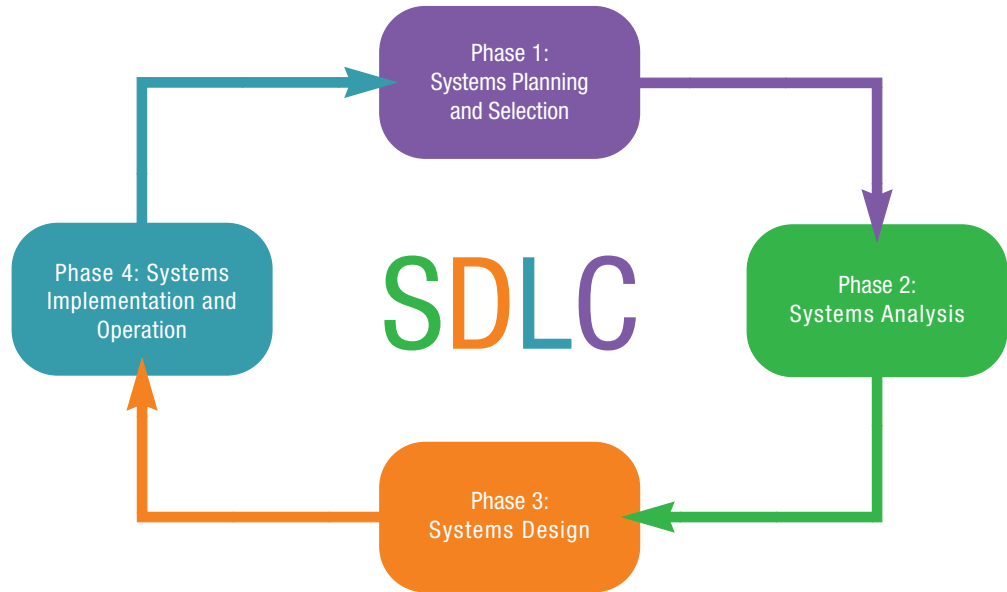 Phase 1:
Systems Planning
and Selection
Phase 4: Systems
Implementation and
Operation
SDLC
Phase 2:
Systems Analysis
Phase 3:
Systems Design